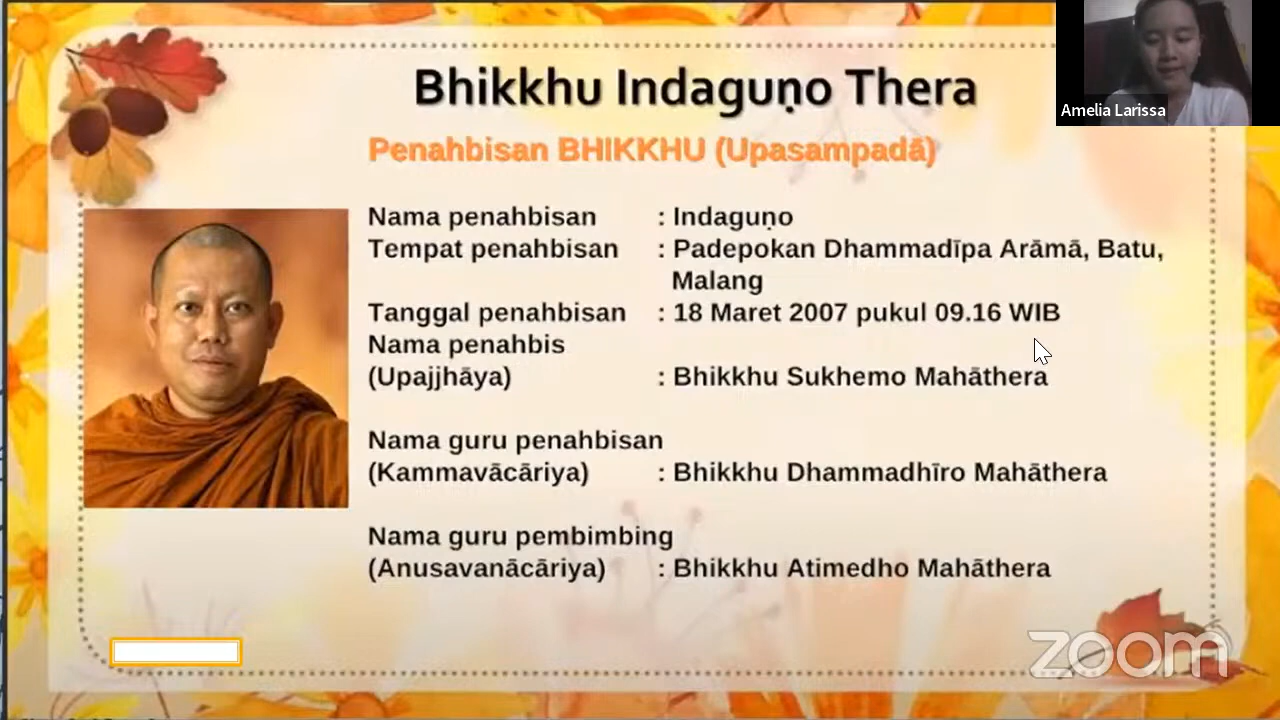 Bhikkhu Indaguṇo Thera
Amelia Larissa
Penahbisan BHIKKHU (Upasampadā)
Nama penahbisan : Indaguṇo
Tempat penahbisan : Padepokan Dhammadīpa Arāmā, Batu,
Malang
Tanggal penahbisan : 18 Maret 2007 pukul 09.16 WIB
Nama penahbis
(Upajjhāya) : Bhikkhu Sukhemo Mahāthera
Nama guru penahbisan
(Kammavācāriya) : Bhikkhu Dhammadhīro Mahāthera
Nama guru pembimbing
(Anusavanācāriya) : Bhikkhu Atimedho Mahāthera
zoom